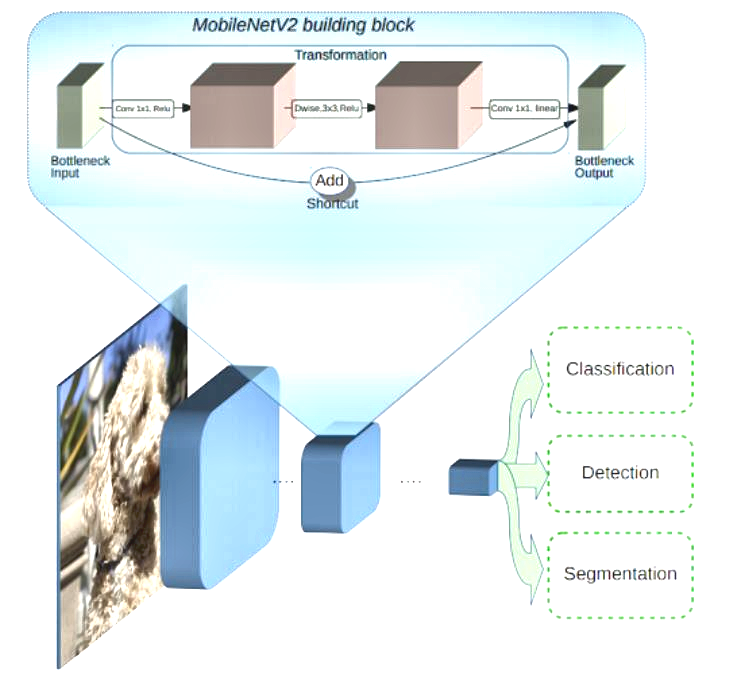 MobileNetV2 building block
Transformation
Conv 1x1, Relu
Dwise,3x3,Relu
Conv 1x1, linear
Bottleneck
Input
Bottleneck
Output
Add
Shortcut
Classification
Detection
Segmentation